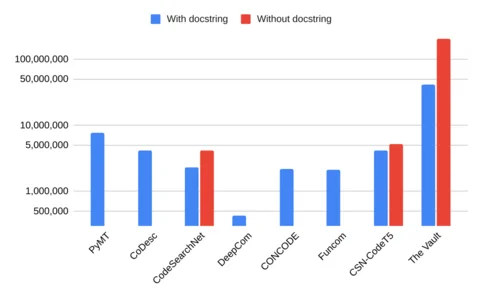 With docstring Without docstring
100,000,000
50,000,000
10,000,000
5,000,000
1,000,000
500,000
PyMT
CoDesc
CodeSearchNet
DeepCom
CONCODE
Funcom
CSN-CodeT5
The Vault